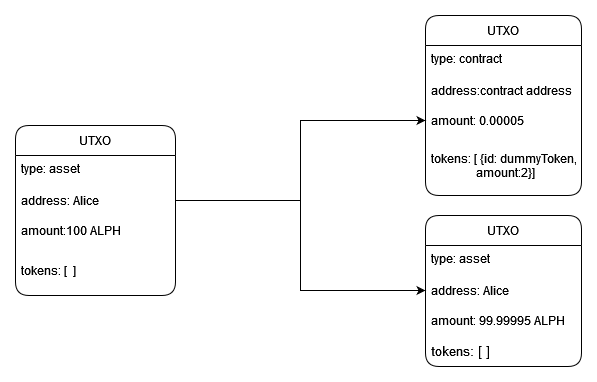 UTXO
type: asset
address: Alice
amount:100 ALPH
tokens: [ ]
UTXO
type: contract
address:contract address
amount: 0.00005
tokens: [ {id: dummyToken,
amount:2}]
UTXO
type: asset
address: Alice
amount: 99.99995 ALPH
tokens: [ ]